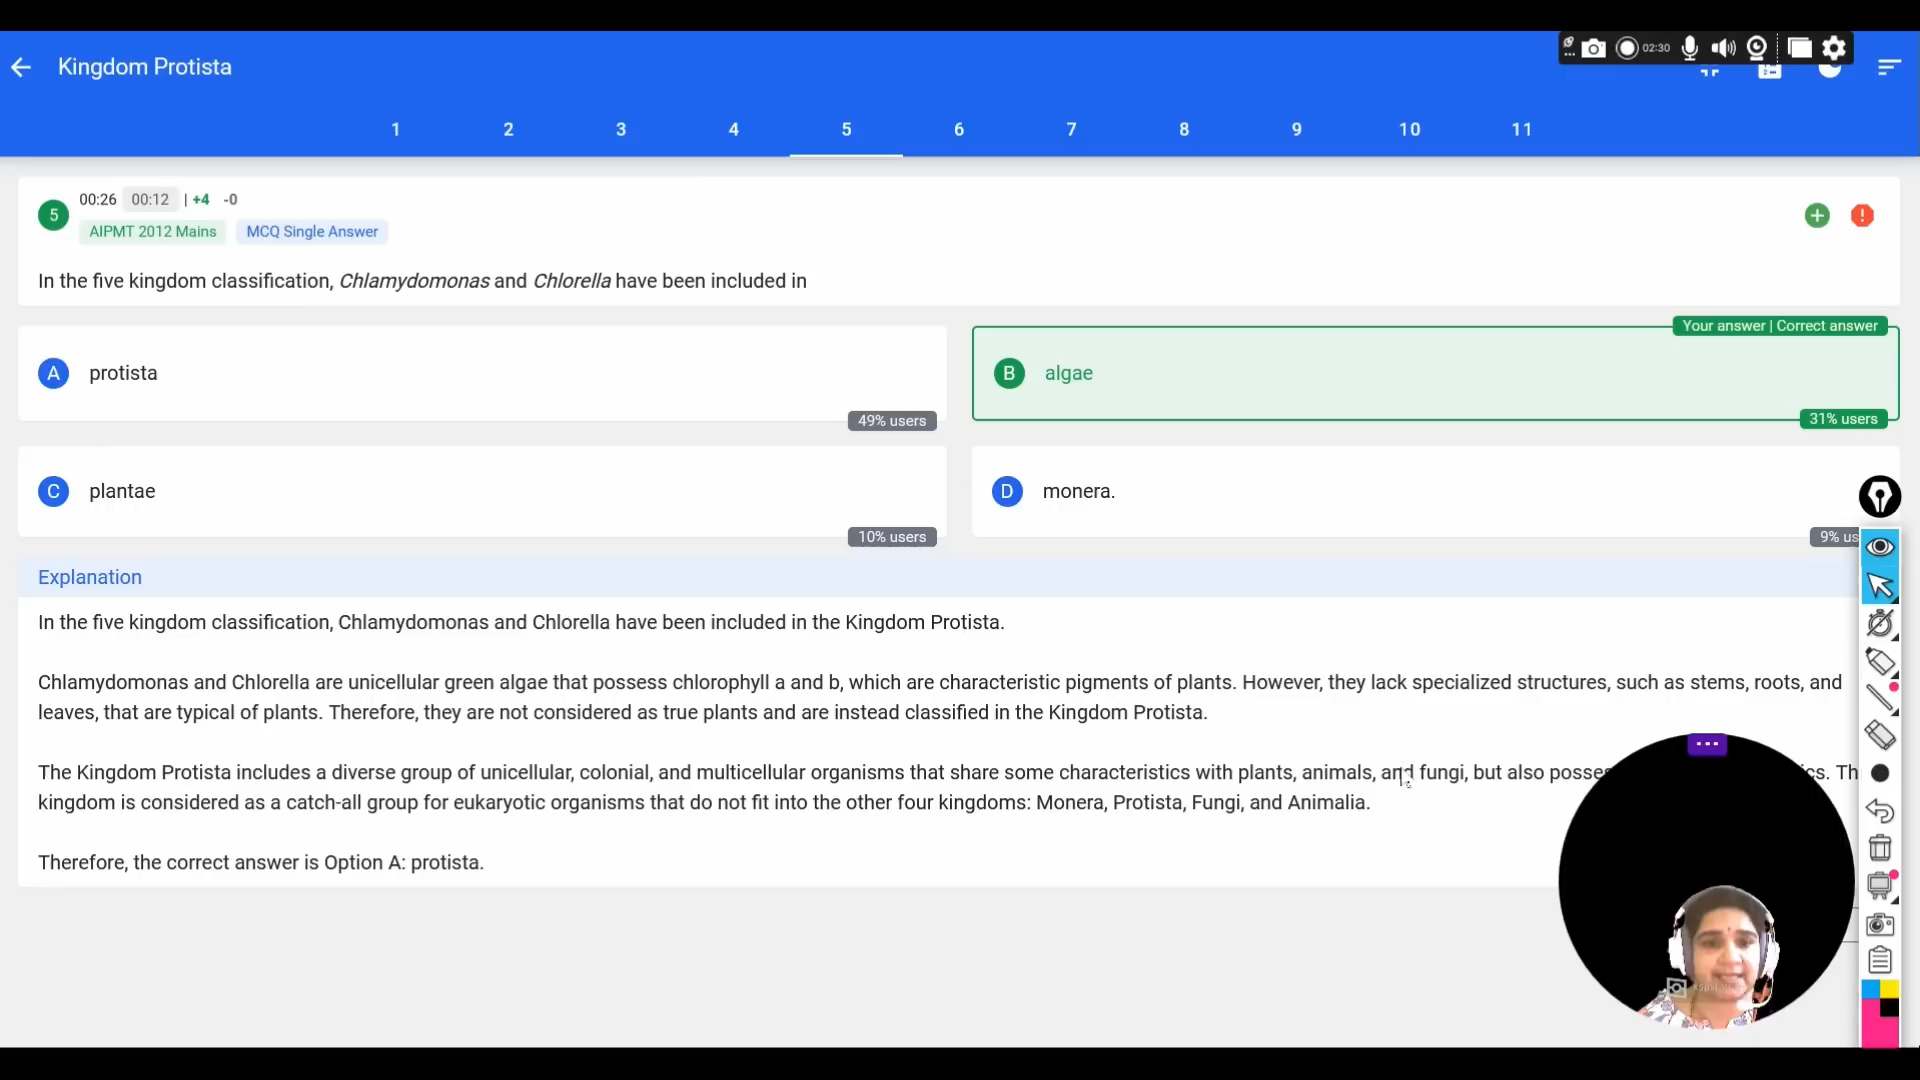 02:30
Kingdom Protista
1 2 3 4 5 6 7 8 9 10 11
5 00:26 00:12 | +4 -0
AIPMT 2012 Mains MCQ Single Answer
In the five kingdom classification, Chlamydomonas and Chlorella have been included in
Your answer | Correct answer
A protista
B algae
49% users
31% users
C plantae
D monera.
10% users
9% us
Explanation
In the five kingdom classification, Chlamydomonas and Chlorella have been included in the Kingdom Protista.
Chlamydomonas and Chlorella are unicellular green algae that possess chlorophyll a and b, which are characteristic pigments of plants. However, they lack specialized structures, such as stems, roots, and
leaves, that are typical of plants. Therefore, they are not considered as true plants and are instead classified in the Kingdom Protista.
The Kingdom Protista includes a diverse group of unicellular, colonial, and multicellular organisms that share some characteristics with plants, animals, and fungi, but also posses cs. Th
kingdom is considered as a catch-all group for eukaryotic organisms that do not fit into the other four kingdoms: Monera, Protista, Fungi, and Animalia.
Therefore, the correct answer is Option A: protista.